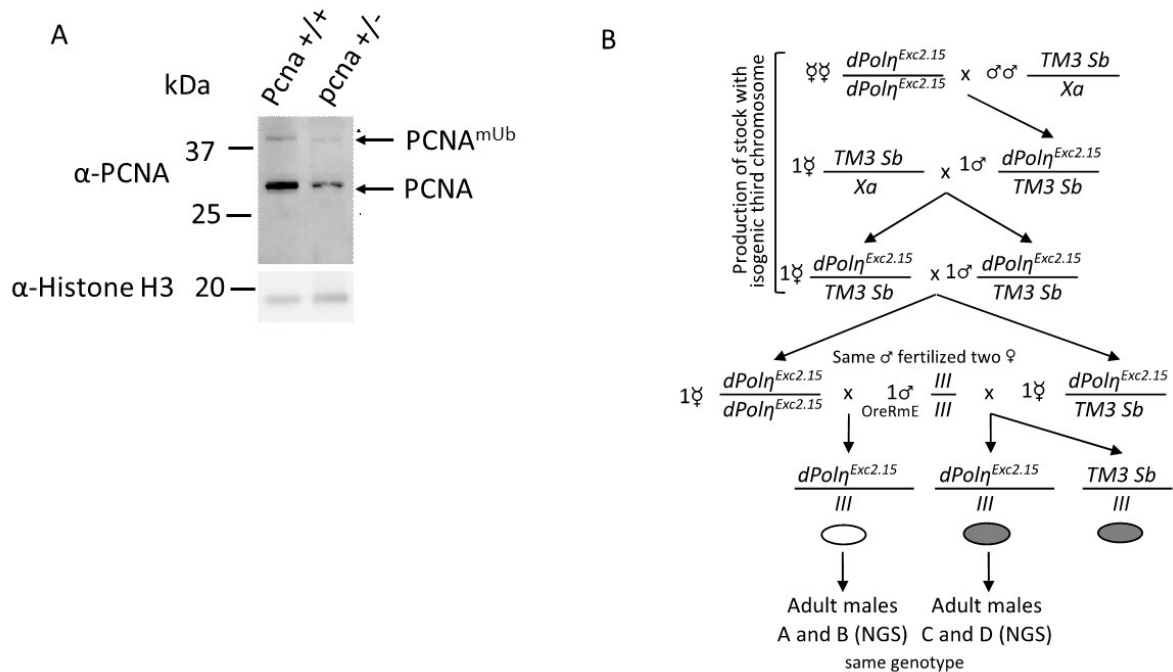 A
Pcna +/+
pcna +/-
kDa
α-PCNA
37
25
PCNAmUb
PCNA
α-Histone H3
20
B
Production of stock with
isogenic third chromosome
☿☿ dPolηExc2.15 x ♂♂ TM3 Sb
dPolηExc2.15 Xa
1☿ TM3 Sb x 1♂ dPolηExc2.15
Xa TM3 Sb
1☿ dPolηExc2.15 x 1♂ dPolηExc2.15
TM3 Sb TM3 Sb
Same ♂ fertilized two ♀
1☿ dPolηExc2.15 x 1♂ III x 1☿ dPolηExc2.15
dPolηExc2.15 OreRmE III TM3 Sb
dPolηExc2.15 dPolηExc2.15 TM3 Sb
III III III
Adult males Adult males
A and B (NGS) C and D (NGS)
same genotype